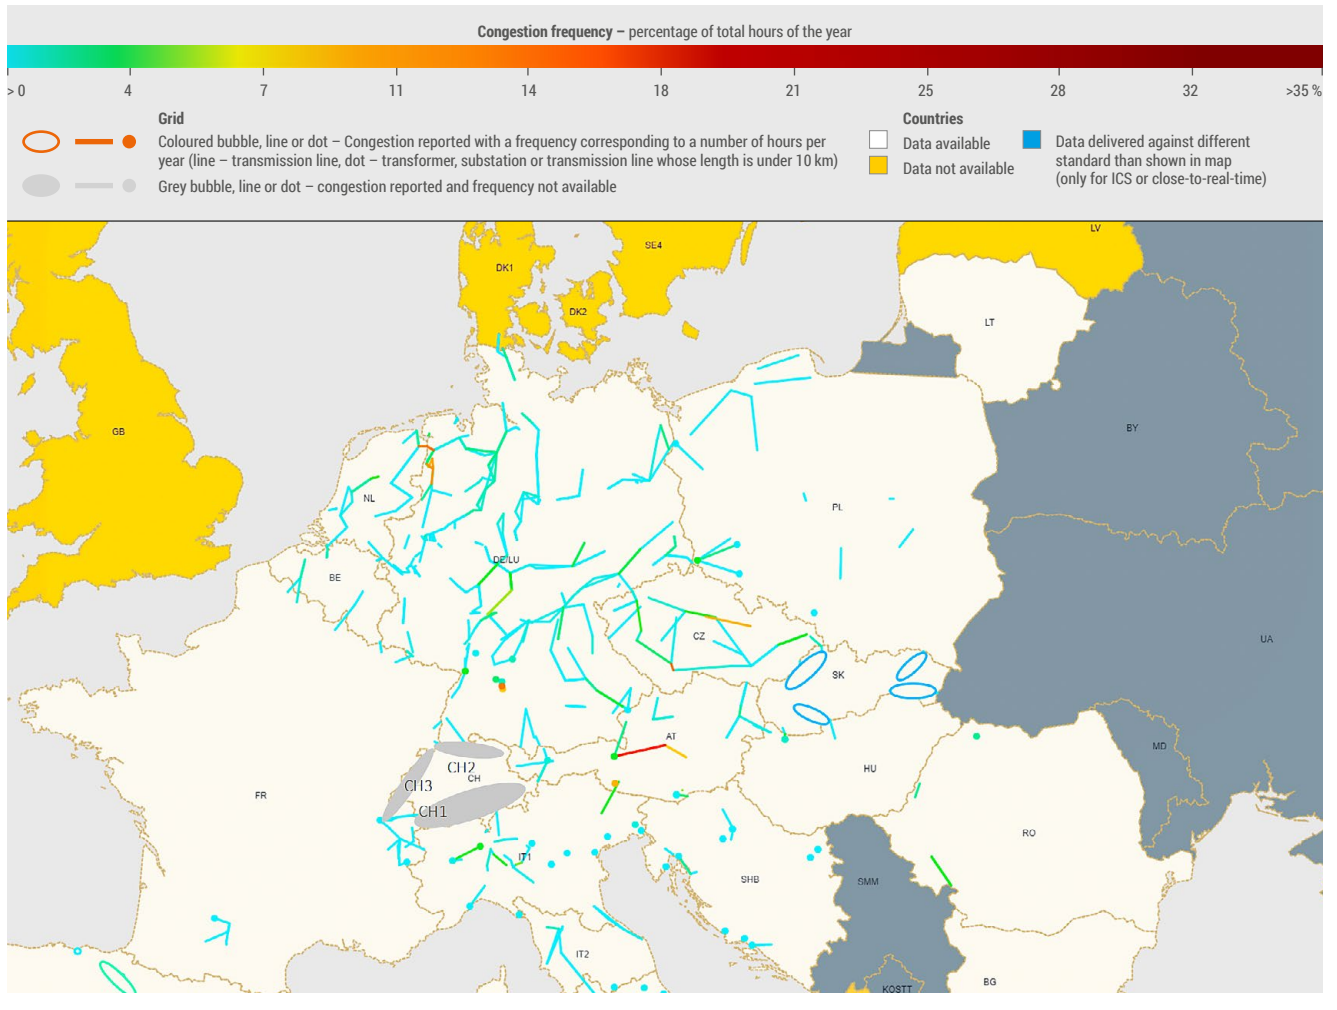 Congestion frequency – percentage of total hours of the year
> 0 4 7 11 14 18 21 25 28 32 >35 %
Grid
Coloured bubble, line or dot – Congestion reported with a frequency corresponding to a number of hours per
year (line – transmission line, dot – transformer, substation or transmission line whose length is under 10 km)
Grey bubble, line or dot – congestion reported and frequency not available
Countries
Data available
Data not available
Data delivered against different
standard than shown in map
(only for ICS or close-to-real-time)
LV
SE4
DK1
DK2
LT
GB
BY
NL
PL
DE/LU
BE
CZ
UA
SK
AT
MD
CH2
CH
HU
CH3
FR
CH1
RO
IT1
SHB
SMM
IT2
BG
KOSTT